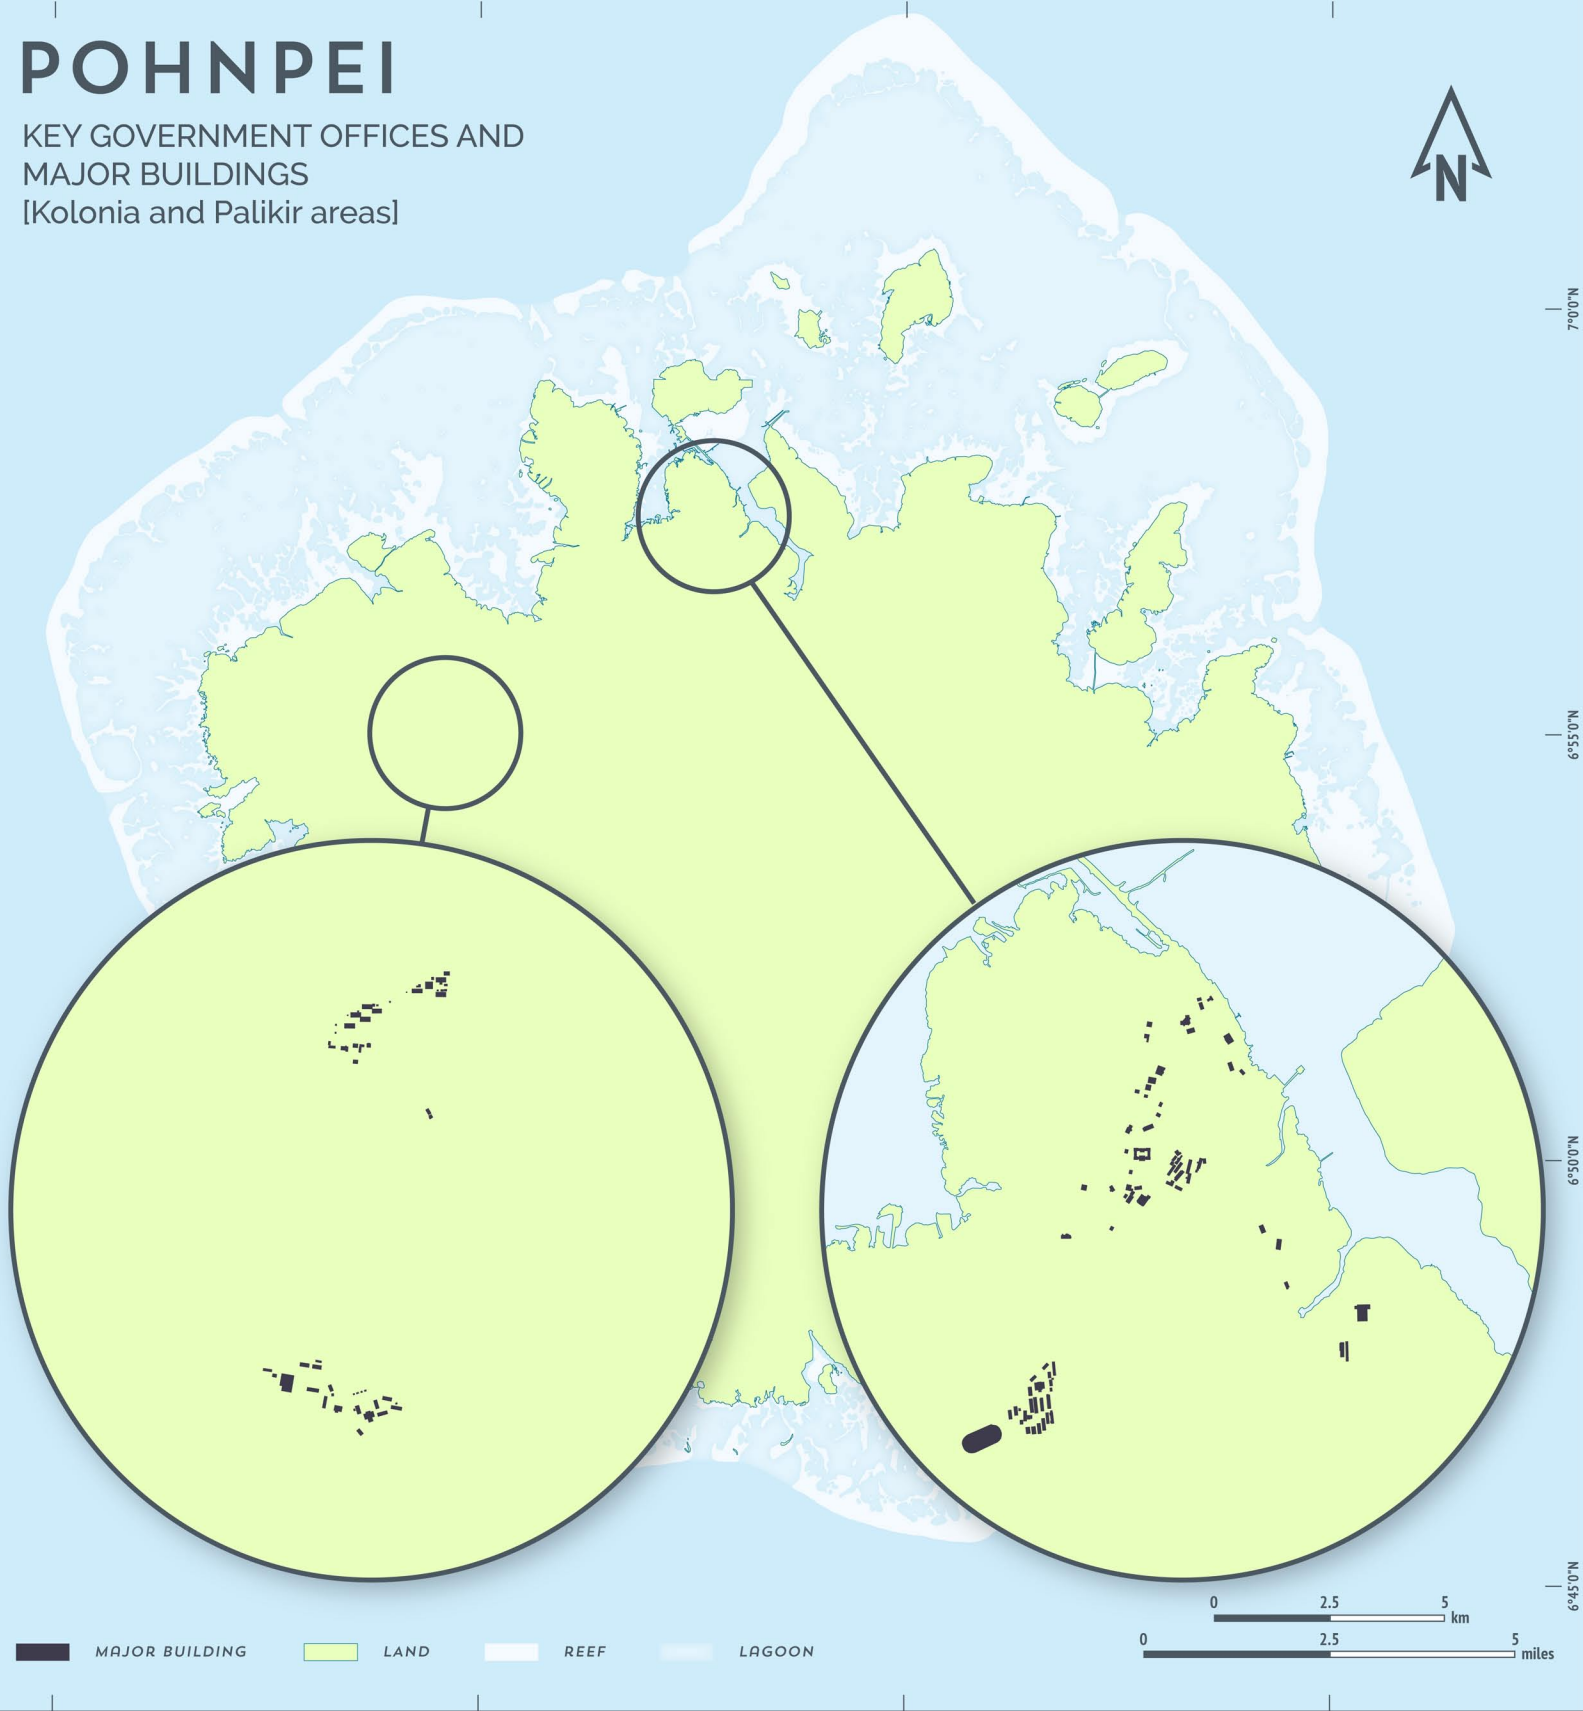 POHNPEI
KEY GOVERNMENT OFFICES AND
MAJOR BUILDINGS
[Kolonia and Palikir areas]
N
7°0'0"N
6°55'0"N
6°50'0"N
6°45'0"N
0 2.5 5
km
0 2.5 5
miles
MAJOR BUILDING LAND REEF LAGOON